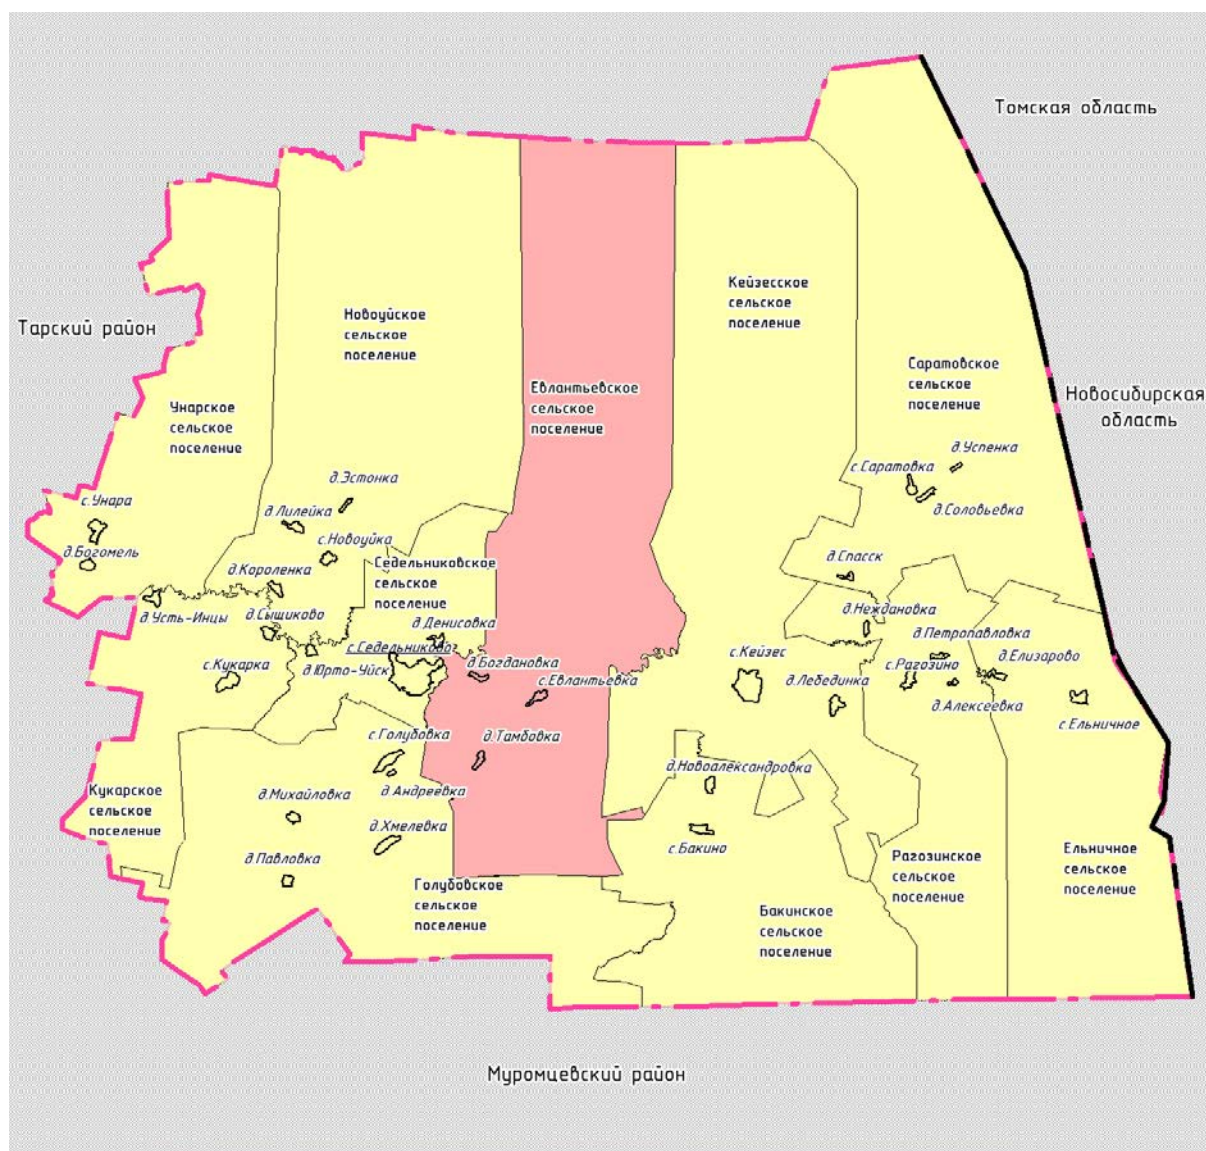 Томская область
Кейзесское
сельское
поселение
Новоуйское
сельское
поселение
Тарский район
Саратовское
сельское
поселение
Евлантьевское
сельское
поселение
Новосибирская
область
Унарское
сельское
поселение
д.Успенка
с.Саратовка
д.Эстонка
с.Унара
д.Лилейка
д.Соловьевка
с.Новоуйка
д.Богомель
д.Спасск
Седельниковское
сельское
поселение
д.Короленка
д.Неждановка
д.Усть-Инцы
д.Сыщиково
д.Денисовка
д.Петропавловка
с.Седельниково
с.Кейзес
д.Елизарово
с.Кукарка
д.Юрто-Уйск
д.Богдановка
с.Рагозино
с.Евлантьевка
д.Лебединка
д.Алексеевка
с.Ельничное
с.Голубовка
д.Тамбовка
д.Новоалександровка
Кукарское
сельское
поселение
д.Михайловка
д.Андреевка
д.Хмелевка
с.Бакино
д.Павловка
Рагозинское
сельское
поселение
Ельничное
сельское
поселение
Голубовское
сельское
поселение
Бакинское
сельское
поселение
Муромцевский район